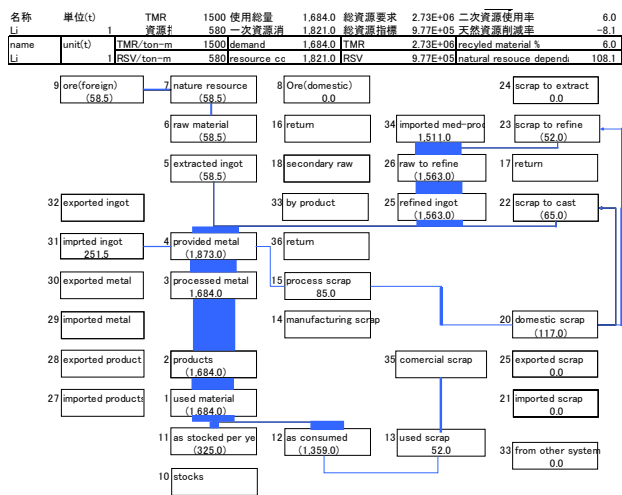 名称 単位(t) TMR 1500 使用総量 1,684.0 総資源要求 2.73E+06 二次資源使用率 6.0
Li 1 資源 580 一次資源消 1,821.0 総資源指標 9.77E+05 天然資源削減率 -8.1
name unit(t) TMR/ton-m 1500 demand 1,684.0 TMR 2.73E+06 recyled material % 6.0
Li 1 RSV/ton-m 580 resource cc 1,821.0 RSV 9.77E+05 natural resouce depend 108.1
9 ore(foreign) 7 nature resource 8 Ore(domestic) 24 scrap to extract
(58.5) (58.5) 0.0 0.0
6 raw material 16 return 34 imported med-proc 23 scrap to refine
(58.5) 1,511.0 (52.0)
5 extracted ingot 18 secondary raw 26 raw to refine 17 return
(58.5) (1,563.0)
32 exported ingot 33 by product 25 refined ingot 22 scrap to cast
(1,563.0) (65.0)
31 imprted ingot 4 provided metal 36 return
251.5 (1,873.0)
30 exported metal 3 processed metal 15 process scrap
1,684.0 85.0
29 imported metal 14 manufacturing scrap 20 domestic scrap
(117.0)
28 exported product 2 products 35 comercial scrap 25 exported scrap
(1,684.0) 0.0
27 imported products 1 used material 21 imported scrap
(1,684.0) 0.0
11 as stocked per ye 12 as consumed 13 used scrap 33 from other system
(325.0) (1,359.0) 52.0 0.0
10 stocks